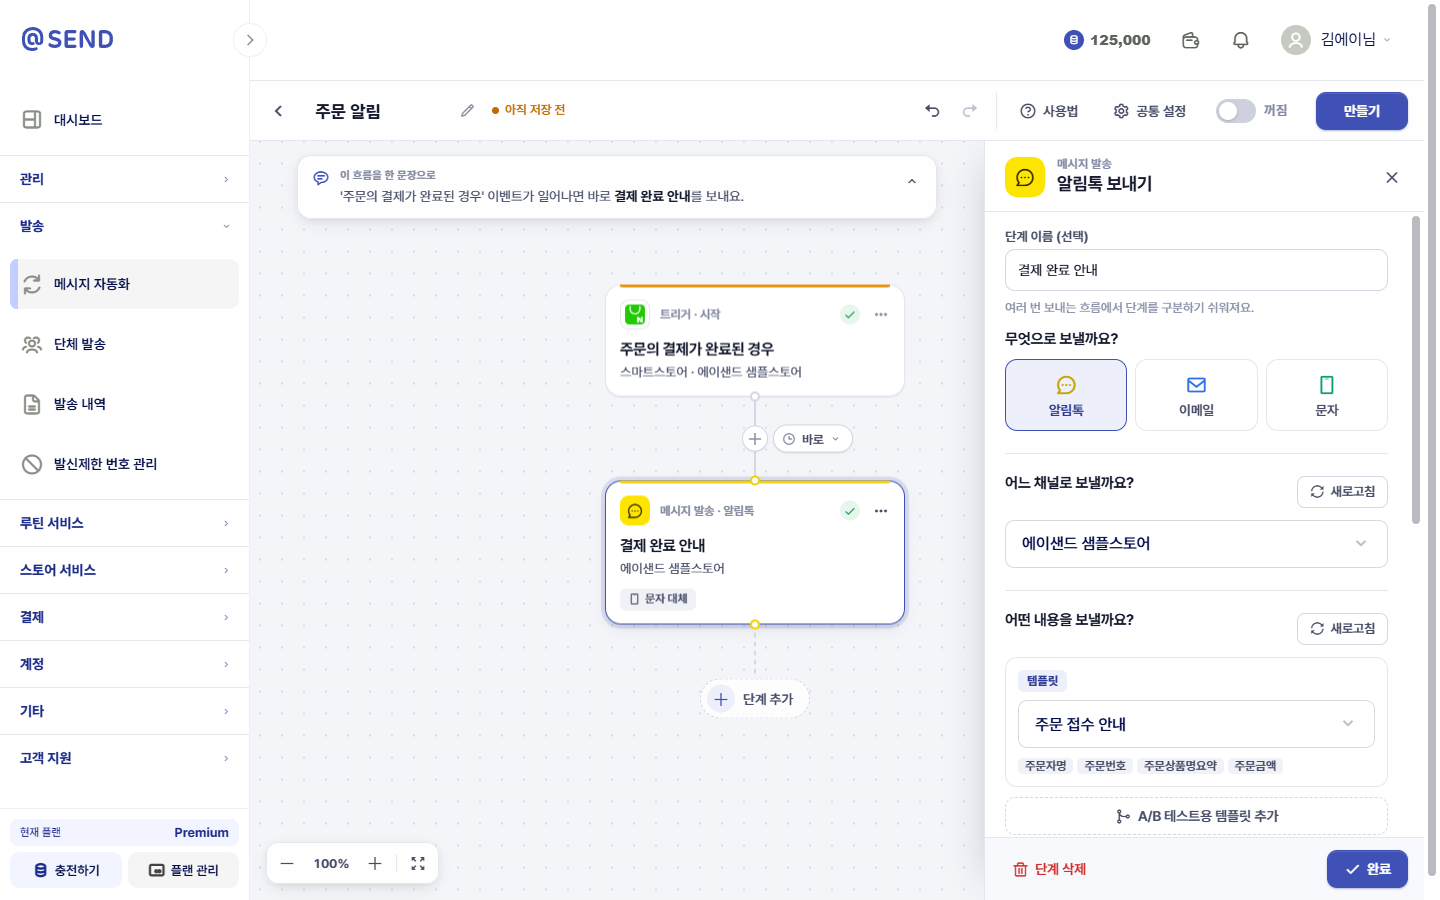 @SEND
대시보드
관리
발송
메시지 자동화
단체 발송
발송 내역
발신제한 번호 관리
루틴 서비스
스토어 서비스
결제
계정
기타
고객 지원
현재 플랜
Premium
충전하기
플랜 관리
125,000
김에이님
주문 알림
아직 저장 전
사용법
공통 설정
꺼짐
만들기
이 흐름을 한 문장으로
'주문의 결제가 완료된 경우' 이벤트가 일어나면 바로 결제 완료 안내를 보내요.
트리거 · 시작
주문의 결제가 완료된 경우
스마트스토어 · 에이샌드 샘플스토어
바로
메시지 발송 · 알림톡
결제 완료 안내
에이샌드 샘플스토어
문자 대체
단계 추가
100%
메시지 발송
알림톡 보내기
단계 이름 (선택)
결제 완료 안내
여러 번 보내는 흐름에서 단계를 구분하기 쉬워져요.
무엇으로 보낼까요?
알림톡
이메일
문자
어느 채널로 보낼까요?
새로고침
에이샌드 샘플스토어
어떤 내용을 보낼까요?
새로고침
템플릿
주문 접수 안내
주문자명
주문번호
주문상품명요약
주문금액
A/B 테스트용 템플릿 추가
단계 삭제
완료